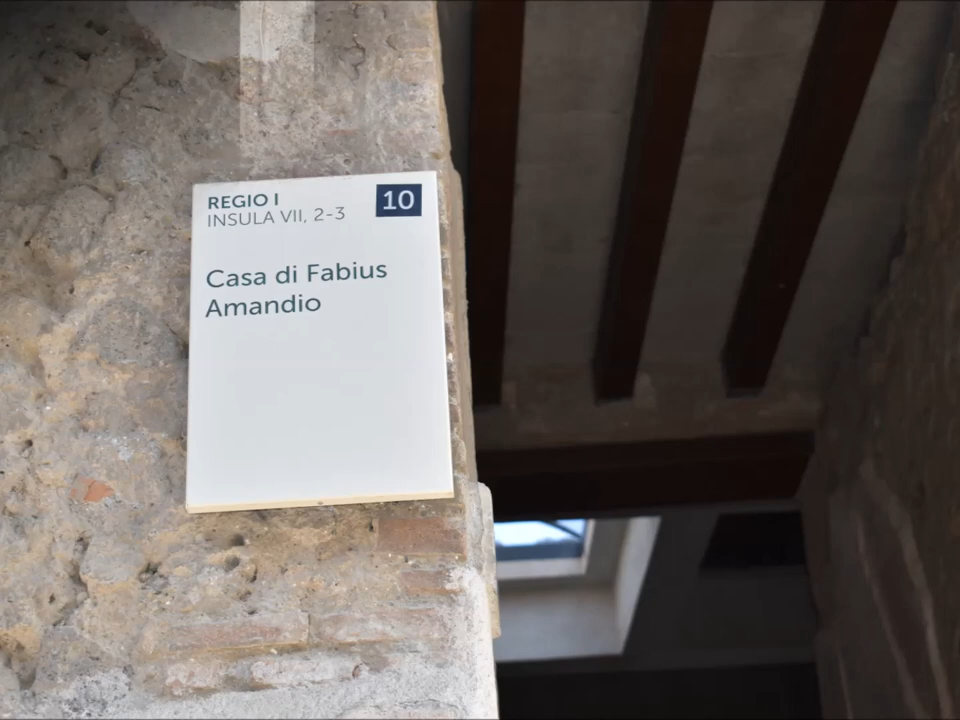 REGIO I
INSULA VII, 2-3
10
Casa di Fabius
Amandio